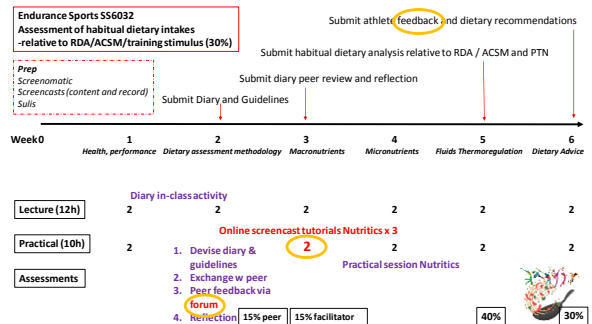 Endurance Sports SS6032
Assessment of habitual dietary intakes
-relative to RDA/ACSM/training stimulus (30%)
Submit athlete feedback and dietary recommendations
Submit habitual dietary analysis relative to RDA / ACSM and PTN
Prep
Screenomatic
Screencasts (content and record)
Sulis
Submit diary peer review and reflection
Submit Diary and Guidelines
Week0 1 2 3 4 5 6
Health, performance Dietary assessment methodology Macronutrients Micronutrients Fluids Thermoregulation Dietary Advice
Diary in-class activity
Lecture (12h) 2 2 2 2 2 2
Online screencast tutorials Nutritics x 3
Practical (10h) 2 2 2 2 2
1. Devise diary &
guidelines
Practical session Nutritics
2. Exchange w peer
Assessments
3. Peer feedback via
forum
4. Reflection 15% peer 15% facilitator 40% 30%